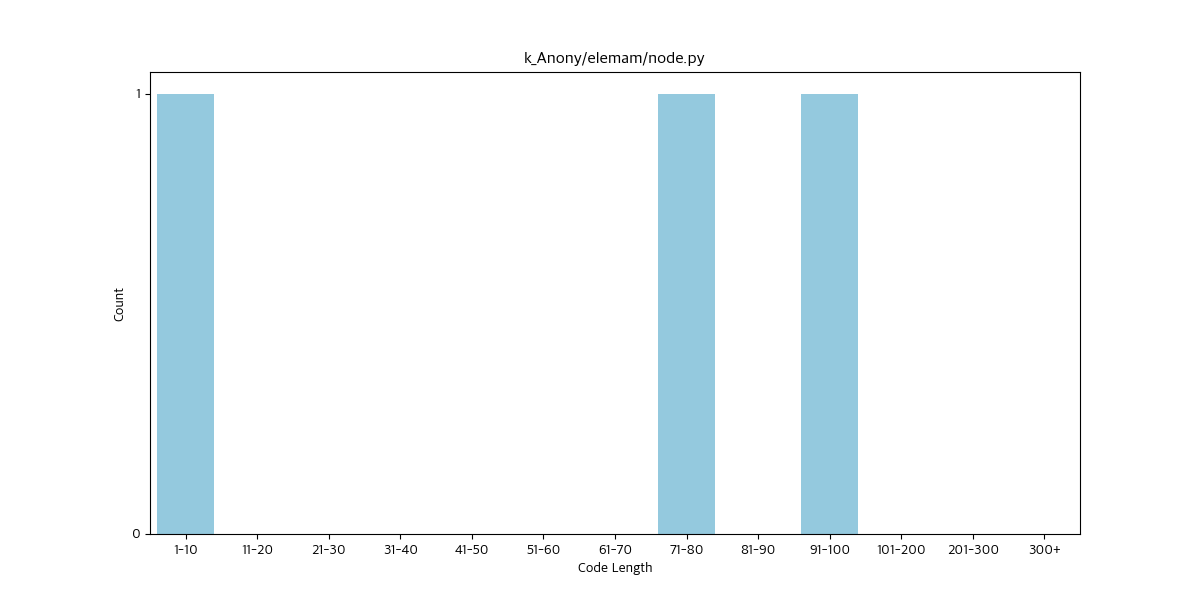 k_Anony/elemam/node.py
1
Count
0
1-10 11-20 21-30 31-40 41-50 51-60 61-70 71-80 81-90 91-100 101-200 201-300 300+
Code Length